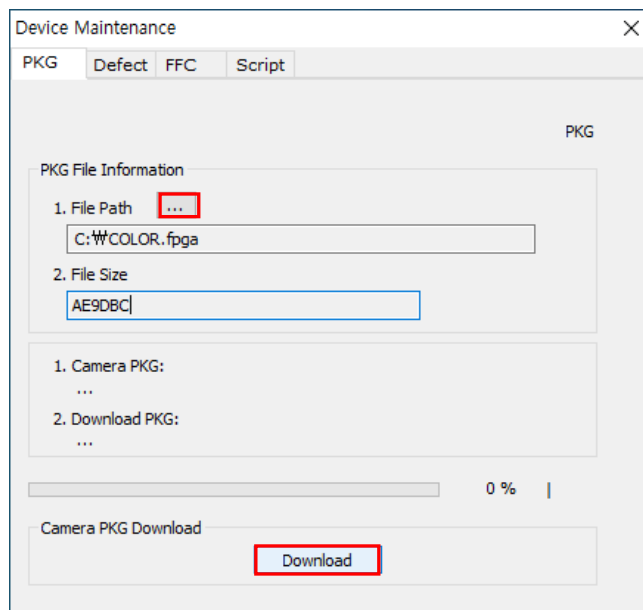 Device Maintenance
PKG Defect FFC Script
PKG
PKG File Information
1. File Path ...
C:₩COLOR.fpga
2. File Size
AE9DBC
1. Camera PKG:
...
2. Download PKG:
...
0 %
Camera PKG Download
Download